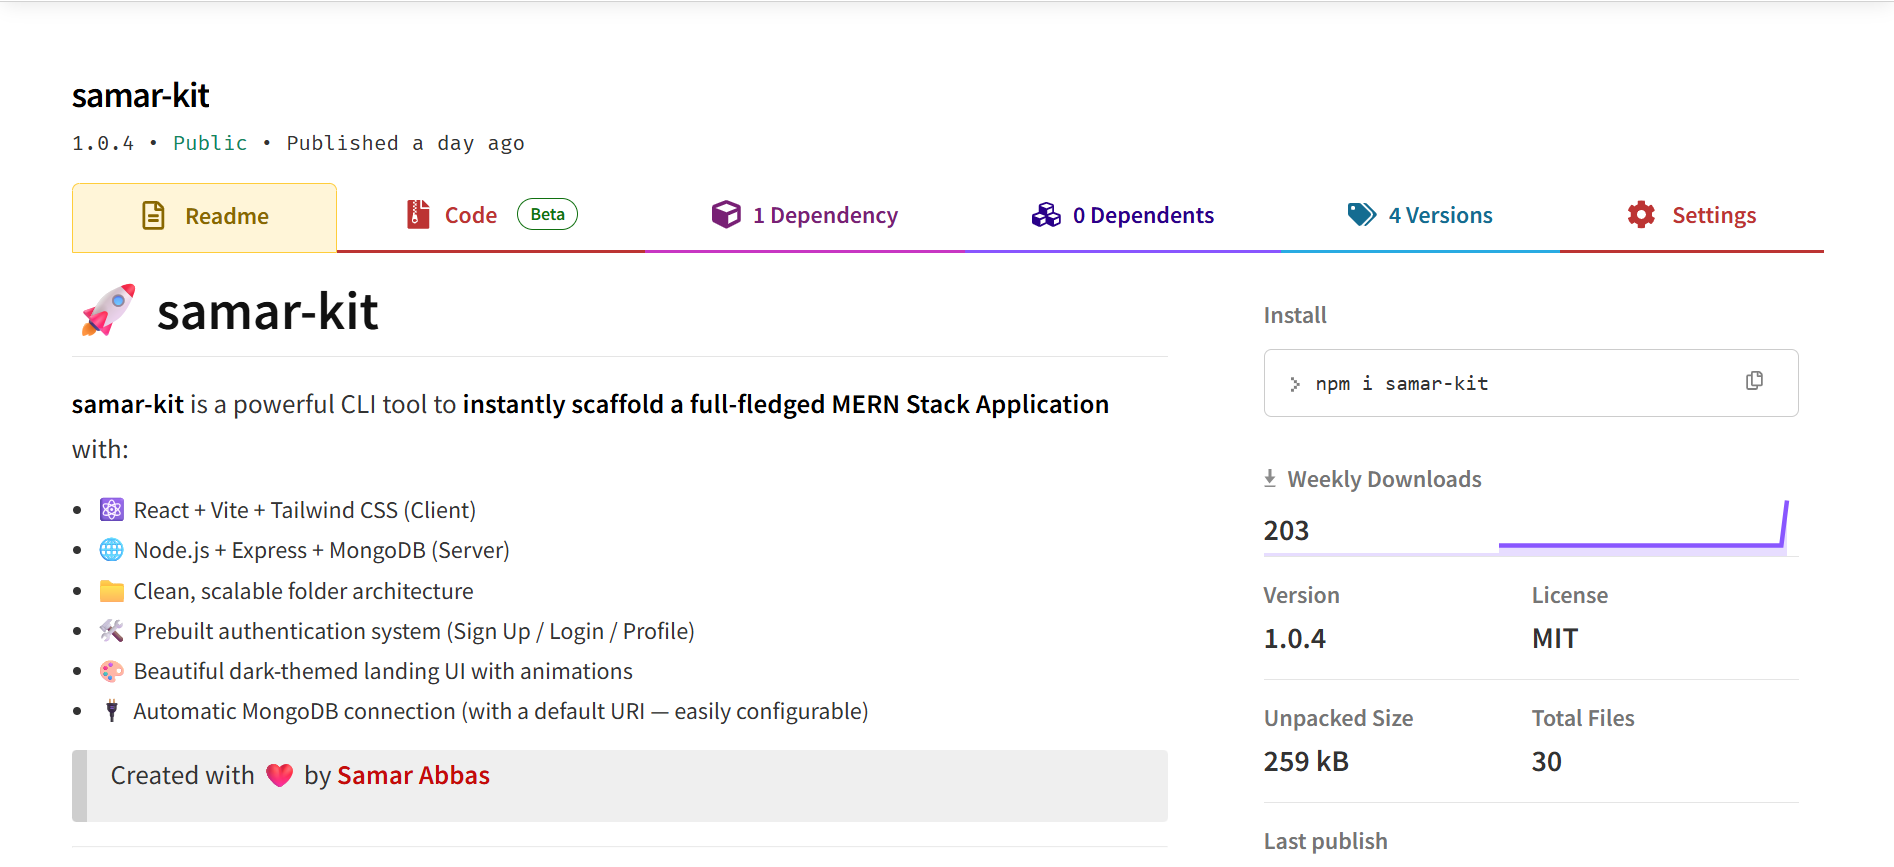 samar-kit
1.0.4 • Public • Published a day ago
Readme
Code Beta
1 Dependency
0 Dependents
4 Versions
Settings
🚀 samar-kit
samar-kit is a powerful CLI tool to instantly scaffold a full-fledged MERN Stack Application
with:
• ⚛️ React + Vite + Tailwind CSS (Client)
• 🌐 Node.js + Express + MongoDB (Server)
• 📁 Clean, scalable folder architecture
• 🛠️ Prebuilt authentication system (Sign Up / Login / Profile)
• 🎨 Beautiful dark-themed landing UI with animations
• 🔌 Automatic MongoDB connection (with a default URI — easily configurable)
Created with ❤️ by Samar Abbas
Install
npm i samar-kit
Weekly Downloads
203
Version
1.0.4
License
MIT
Unpacked Size
259 kB
Total Files
30
Last publish